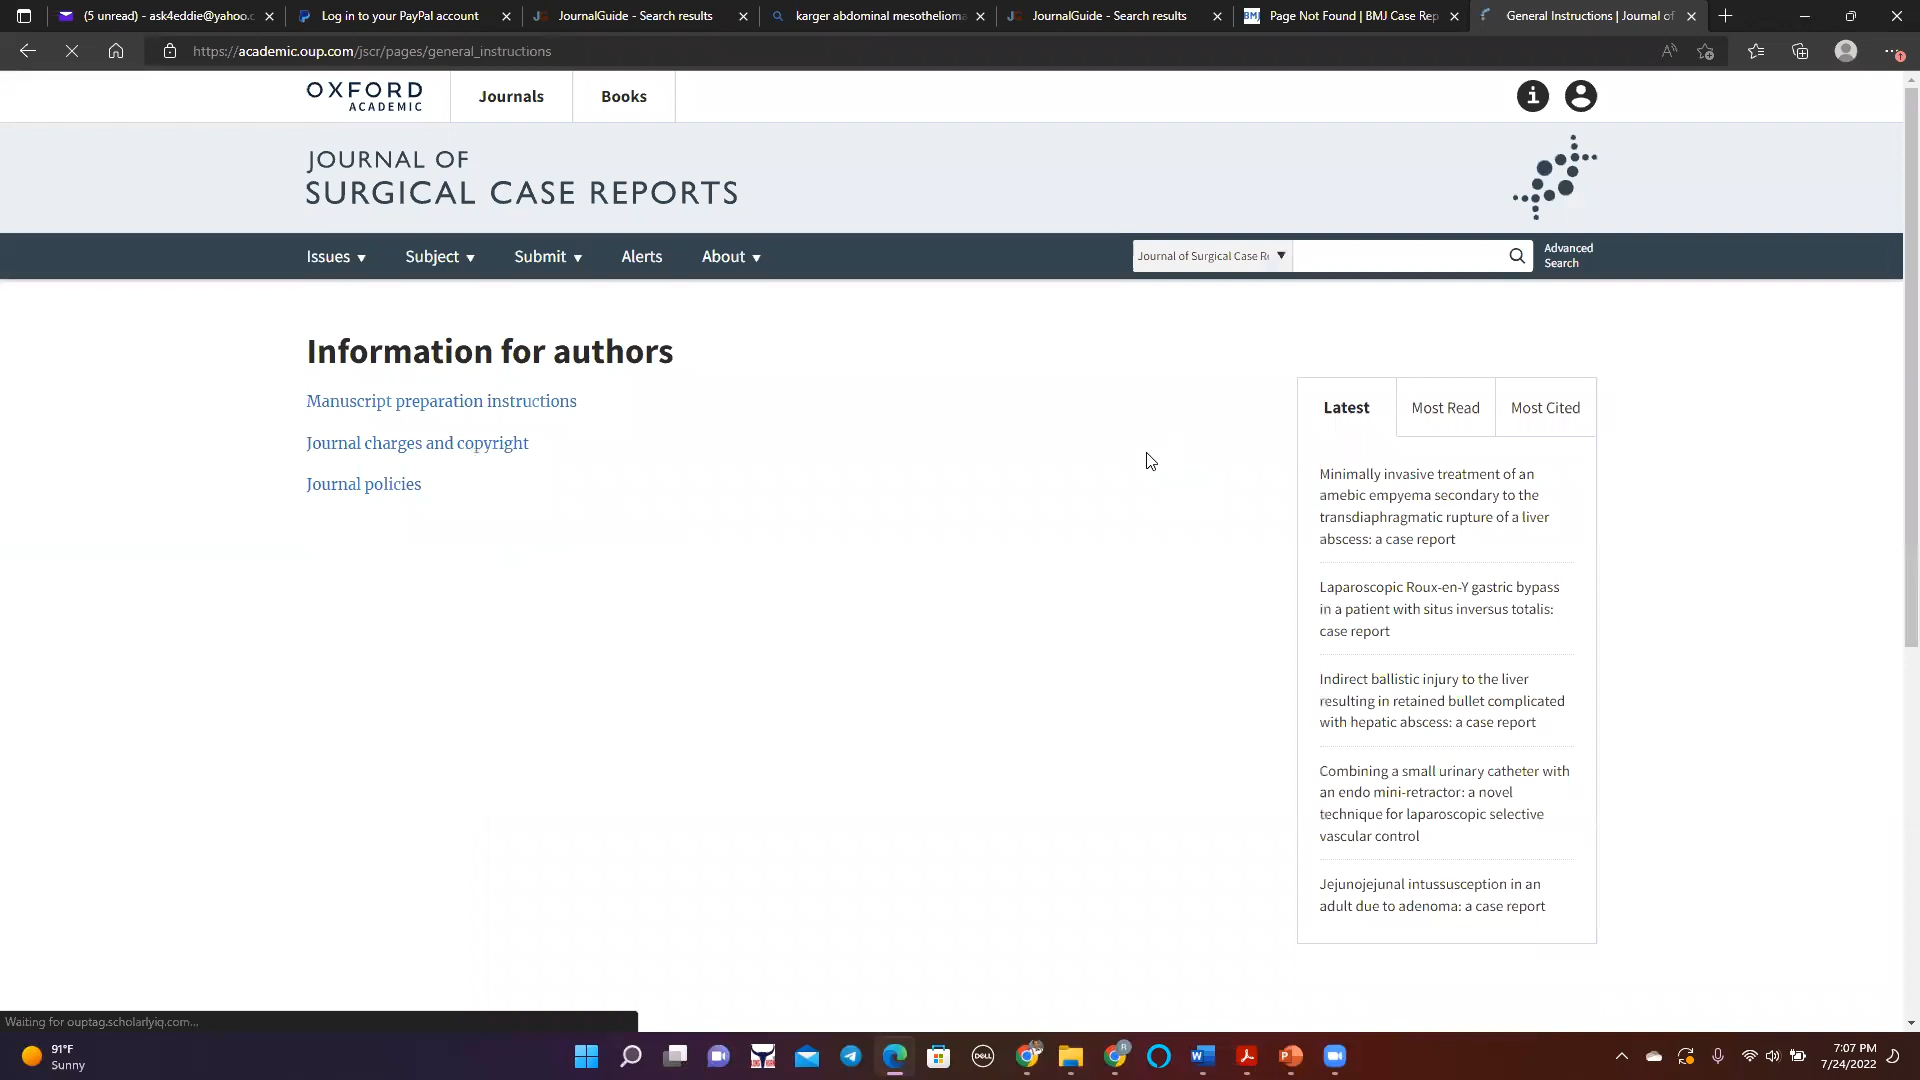 (5 unread) - ask4eddie@yahoo.c
Log in to your PayPal account
JournalGuide - Search results
karger abdominal mesothelioma
JournalGuide - Search results
Page Not Found | BMJ Case Rep
General Instructions | Journal of
https://academic.oup.com/jscr/pages/general_instructions
OXFORD
ACADEMIC
Journals
Books
JOURNAL OF
SURGICAL CASE REPORTS
Issues ▼
Subject ▼
Submit ▼
Alerts
About ▼
Journal of Surgical Case Re
Advanced
Search
Information for authors
Manuscript preparation instructions
Journal charges and copyright
Journal policies
Latest
Most Read
Most Cited
Minimally invasive treatment of an
amebic empyema secondary to the
transdiaphragmatic rupture of a liver
abscess: a case report
Laparoscopic Roux-en-Y gastric bypass
in a patient with situs inversus totalis:
case report
Indirect ballistic injury to the liver
resulting in retained bullet complicated
with hepatic abscess: a case report
Combining a small urinary catheter with
an endo mini-retractor: a novel
technique for laparoscopic selective
vascular control
Jejunojejunal intussusception in an
adult due to adenoma: a case report
Waiting for ouptag.scholarlyiq.com...
91°F
Sunny
DELL
7:07 PM
7/24/2022